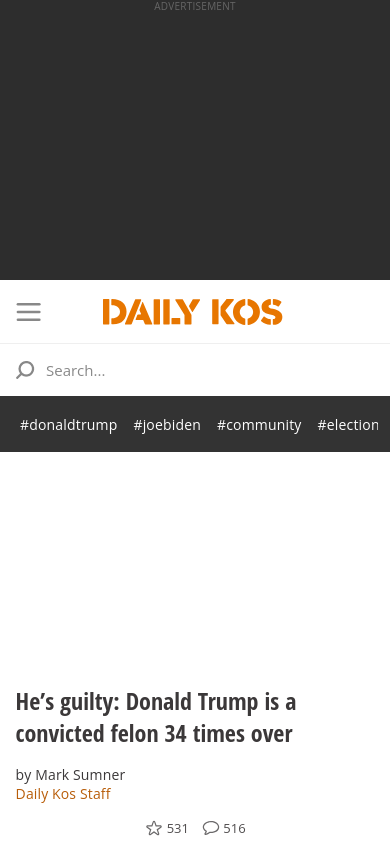 ADVERTISEMENT
DAILY KOS
Search...
#donaldtrump #joebiden #community #election
He’s guilty: Donald Trump is a
convicted felon 34 times over
by Mark Sumner
Daily Kos Staff
531 516